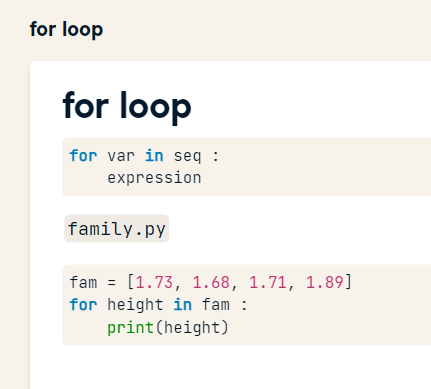 for loop
for loop
for var in seq :
    expression
family.py
fam = [1.73, 1.68, 1.71, 1.89]
for height in fam :
    print(height)